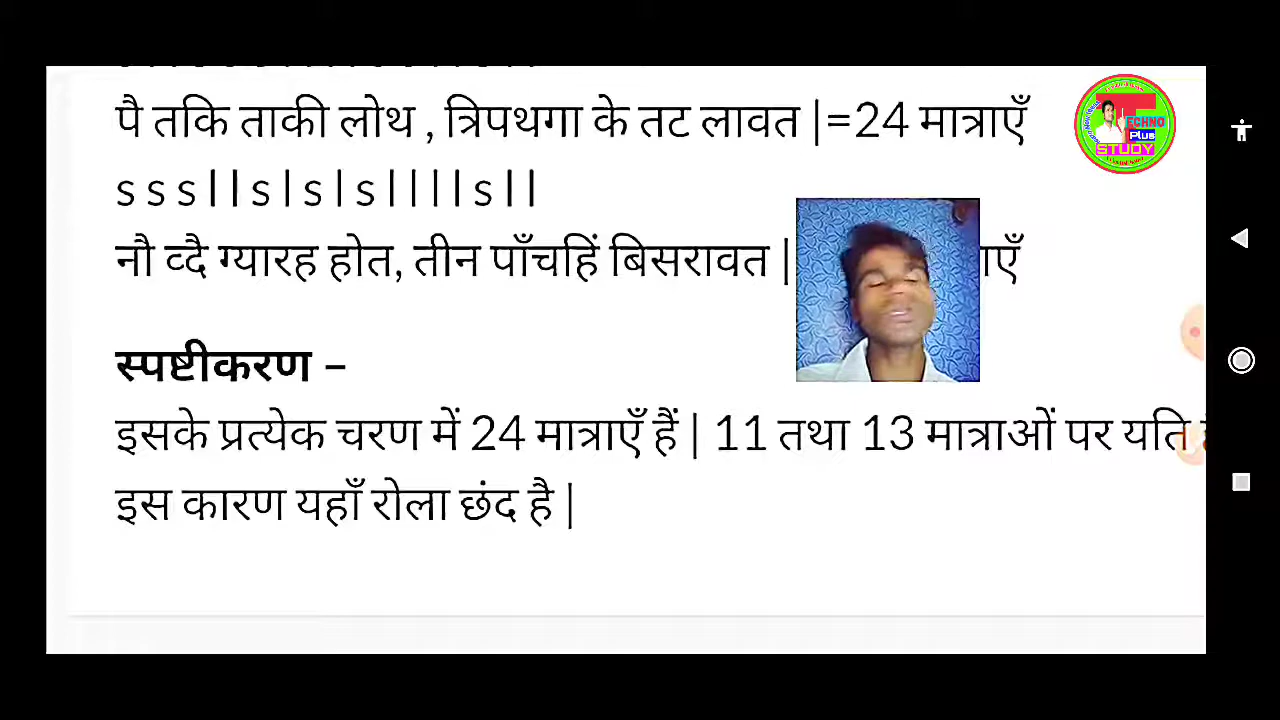 पै तकि ताकी लोथ , त्रिपथगा के तट लावत |=24 मात्राएँ
s s s l l s l s l s l l l l s l l
नौ व्दै ग्यारह होत, तीन पाँचहिं बिसरावत |
स्पष्टीकरण –
इसके प्रत्येक चरण में 24 मात्राएँ हैं | 11 तथा 13 मात्राओं पर यति
इस कारण यहाँ रोला छंद है |
TECHNO
Plus
STUDY